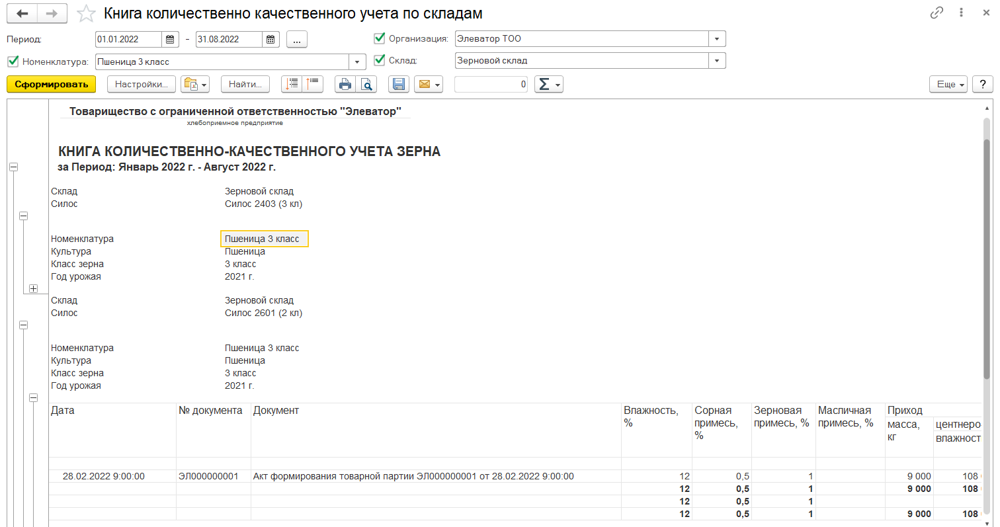 Книга количественно качественного учета по складам
Период: 01.01.2022 - 31.08.2022 ... Организация: Элеватор ТОО
Номенклатура: Пшеница 3 класс Склад: Зерновой склад
Сформировать Настройки... Найти... 0 Σ Еще ?
Товарищество с ограниченной ответственностью "Элеватор"
хлебоприемное предприятие
КНИГА КОЛИЧЕСТВЕННО-КАЧЕСТВЕННОГО УЧЕТА ЗЕРНА
за Период: Январь 2022 г. - Август 2022 г.
Склад Зерновой склад
Силос Силос 2403 (3 кл)
Номенклатура Пшеница 3 класс
Культура Пшеница
Класс зерна 3 класс
Год урожая 2021 г.
Склад Зерновой склад
Силос Силос 2601 (2 кл)
Номенклатура Пшеница 3 класс
Культура Пшеница
Класс зерна 3 класс
Год урожая 2021 г.
Дата № документа Документ Влажность, Сорная Зерновая Масличная Приход
% примесь, примесь, % примесь, % масса, центнеро
% кг влажност
28.02.2022 9:00:00 ЭЛ000000001 Акт формирования товарной партии ЭЛ000000001 от 28.02.2022 9:00:00 12 0,5 1 9 000 108
12 0,5 1 9 000 108
12 0,5 1
12 0,5 1 9 000 108